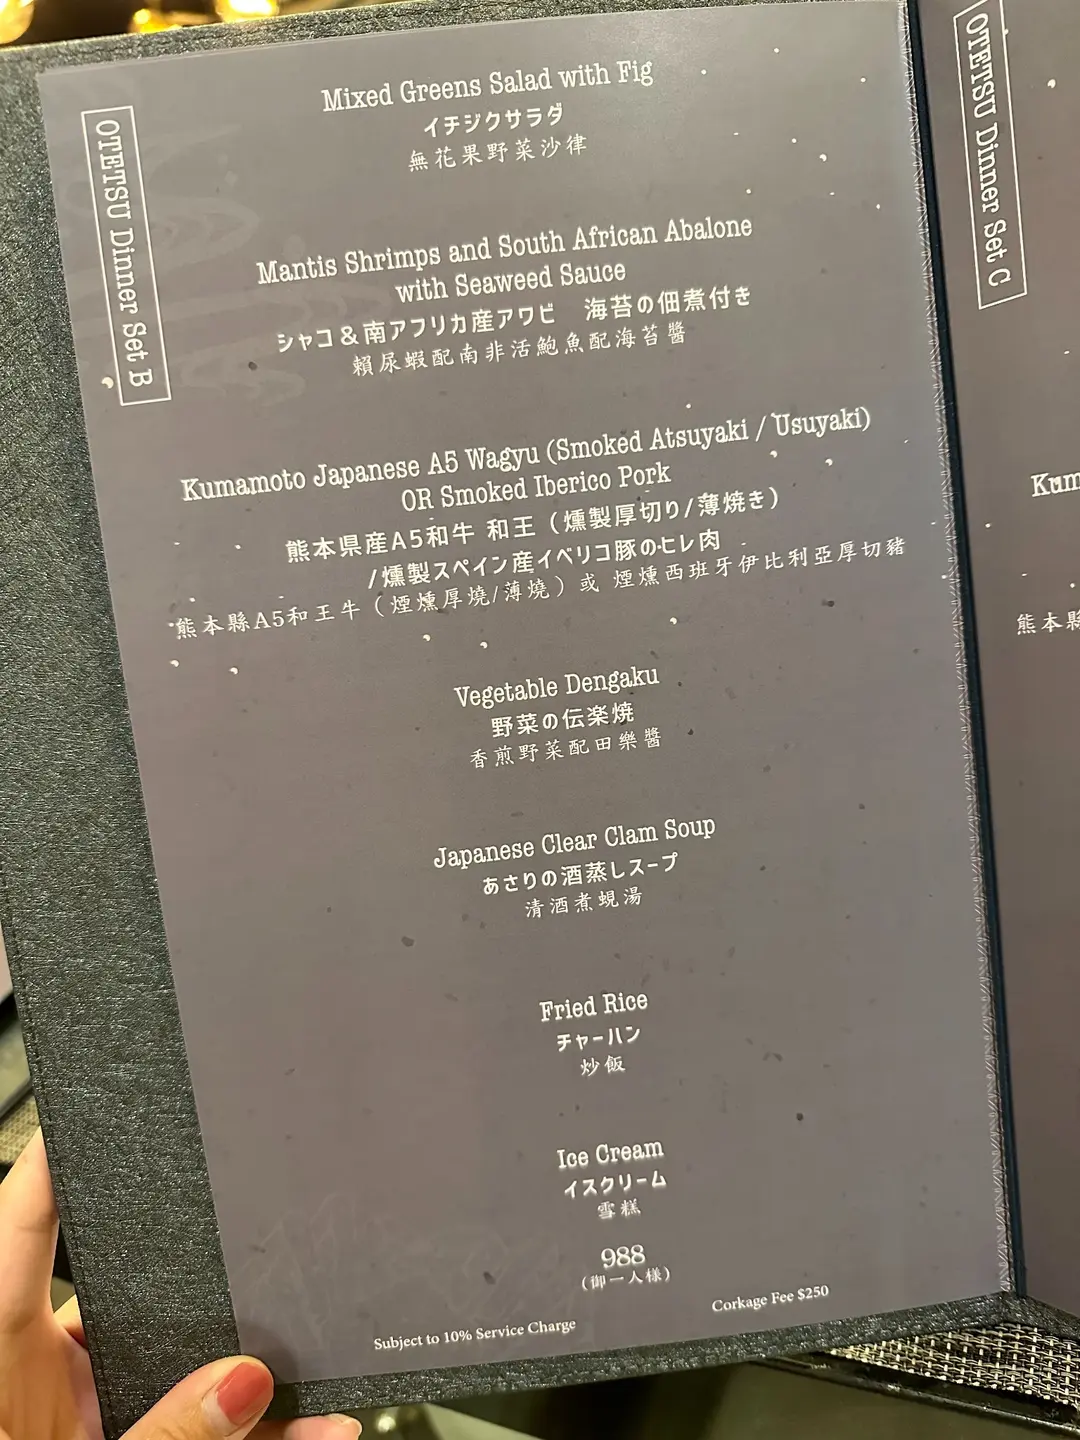 OTETSU Dinner Set B
Mixed Greens Salad with Fig
イチジクサラダ
無花果野菜沙律
Mantis Shrimps and South African Abalone
with Seaweed Sauce
シャコ＆南アフリカ産アワビ　海苔の佃煮付き
賴尿蝦配南非活鮑魚配海苔醬
Kumamoto Japanese A5 Wagyu (Smoked Atsuyaki / Usuyaki)
OR Smoked Iberico Pork
熊本県産A5和牛 和王（燻製厚切り/薄焼き）
/燻製スペイン産イベリコ豚のヒレ肉
熊本縣A5和王牛（煙燻厚燒/薄燒）或 煙燻西班牙伊比利亞厚切豬
Vegetable Dengaku
野菜の伝楽焼
香煎野菜配田樂醬
Japanese Clear Clam Soup
あさりの酒蒸しスープ
清酒煮蜆湯
Fried Rice
チャーハン
炒飯
Ice Cream
イスクリーム
雪糕
988
（御一人様）
Subject to 10% Service Charge
Corkage Fee $250
OTETSU Dinner Set C
Kum
熊本縣